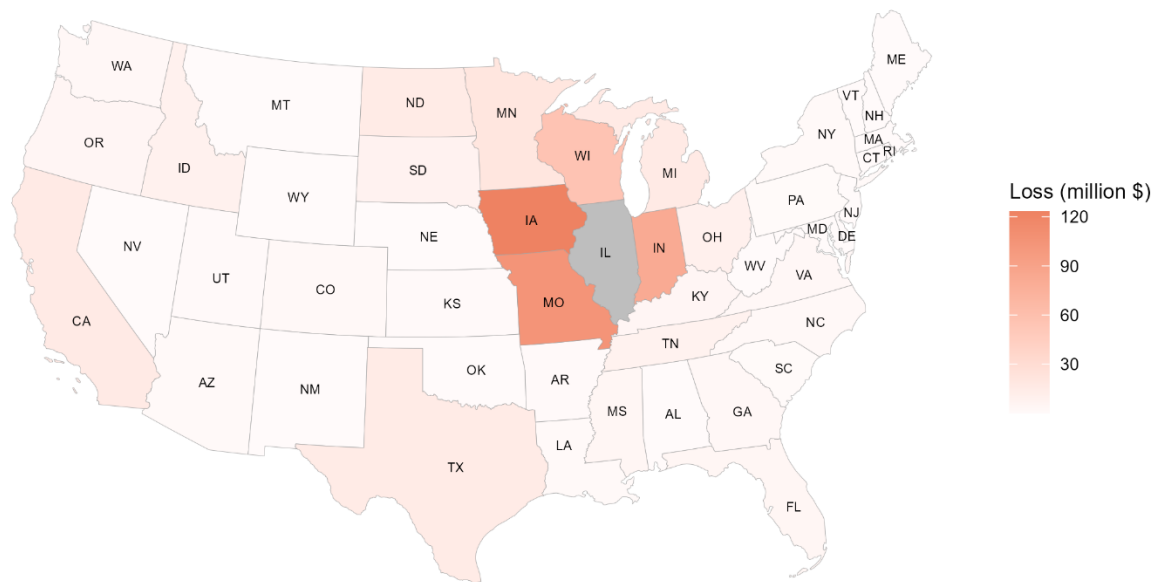 WA
MT
ND
MN
ME
VT
NH
OR
ID
SD
WI
MI
NY
MA
RI
CT
WY
IA
PA
NJ
NV
NE
IL
IN
OH
MD
DE
UT
CO
KS
MO
KY
WV
VA
CA
TN
NC
AZ
NM
OK
AR
SC
MS
AL
GA
LA
TX
FL
Loss (million $)
120
90
60
30